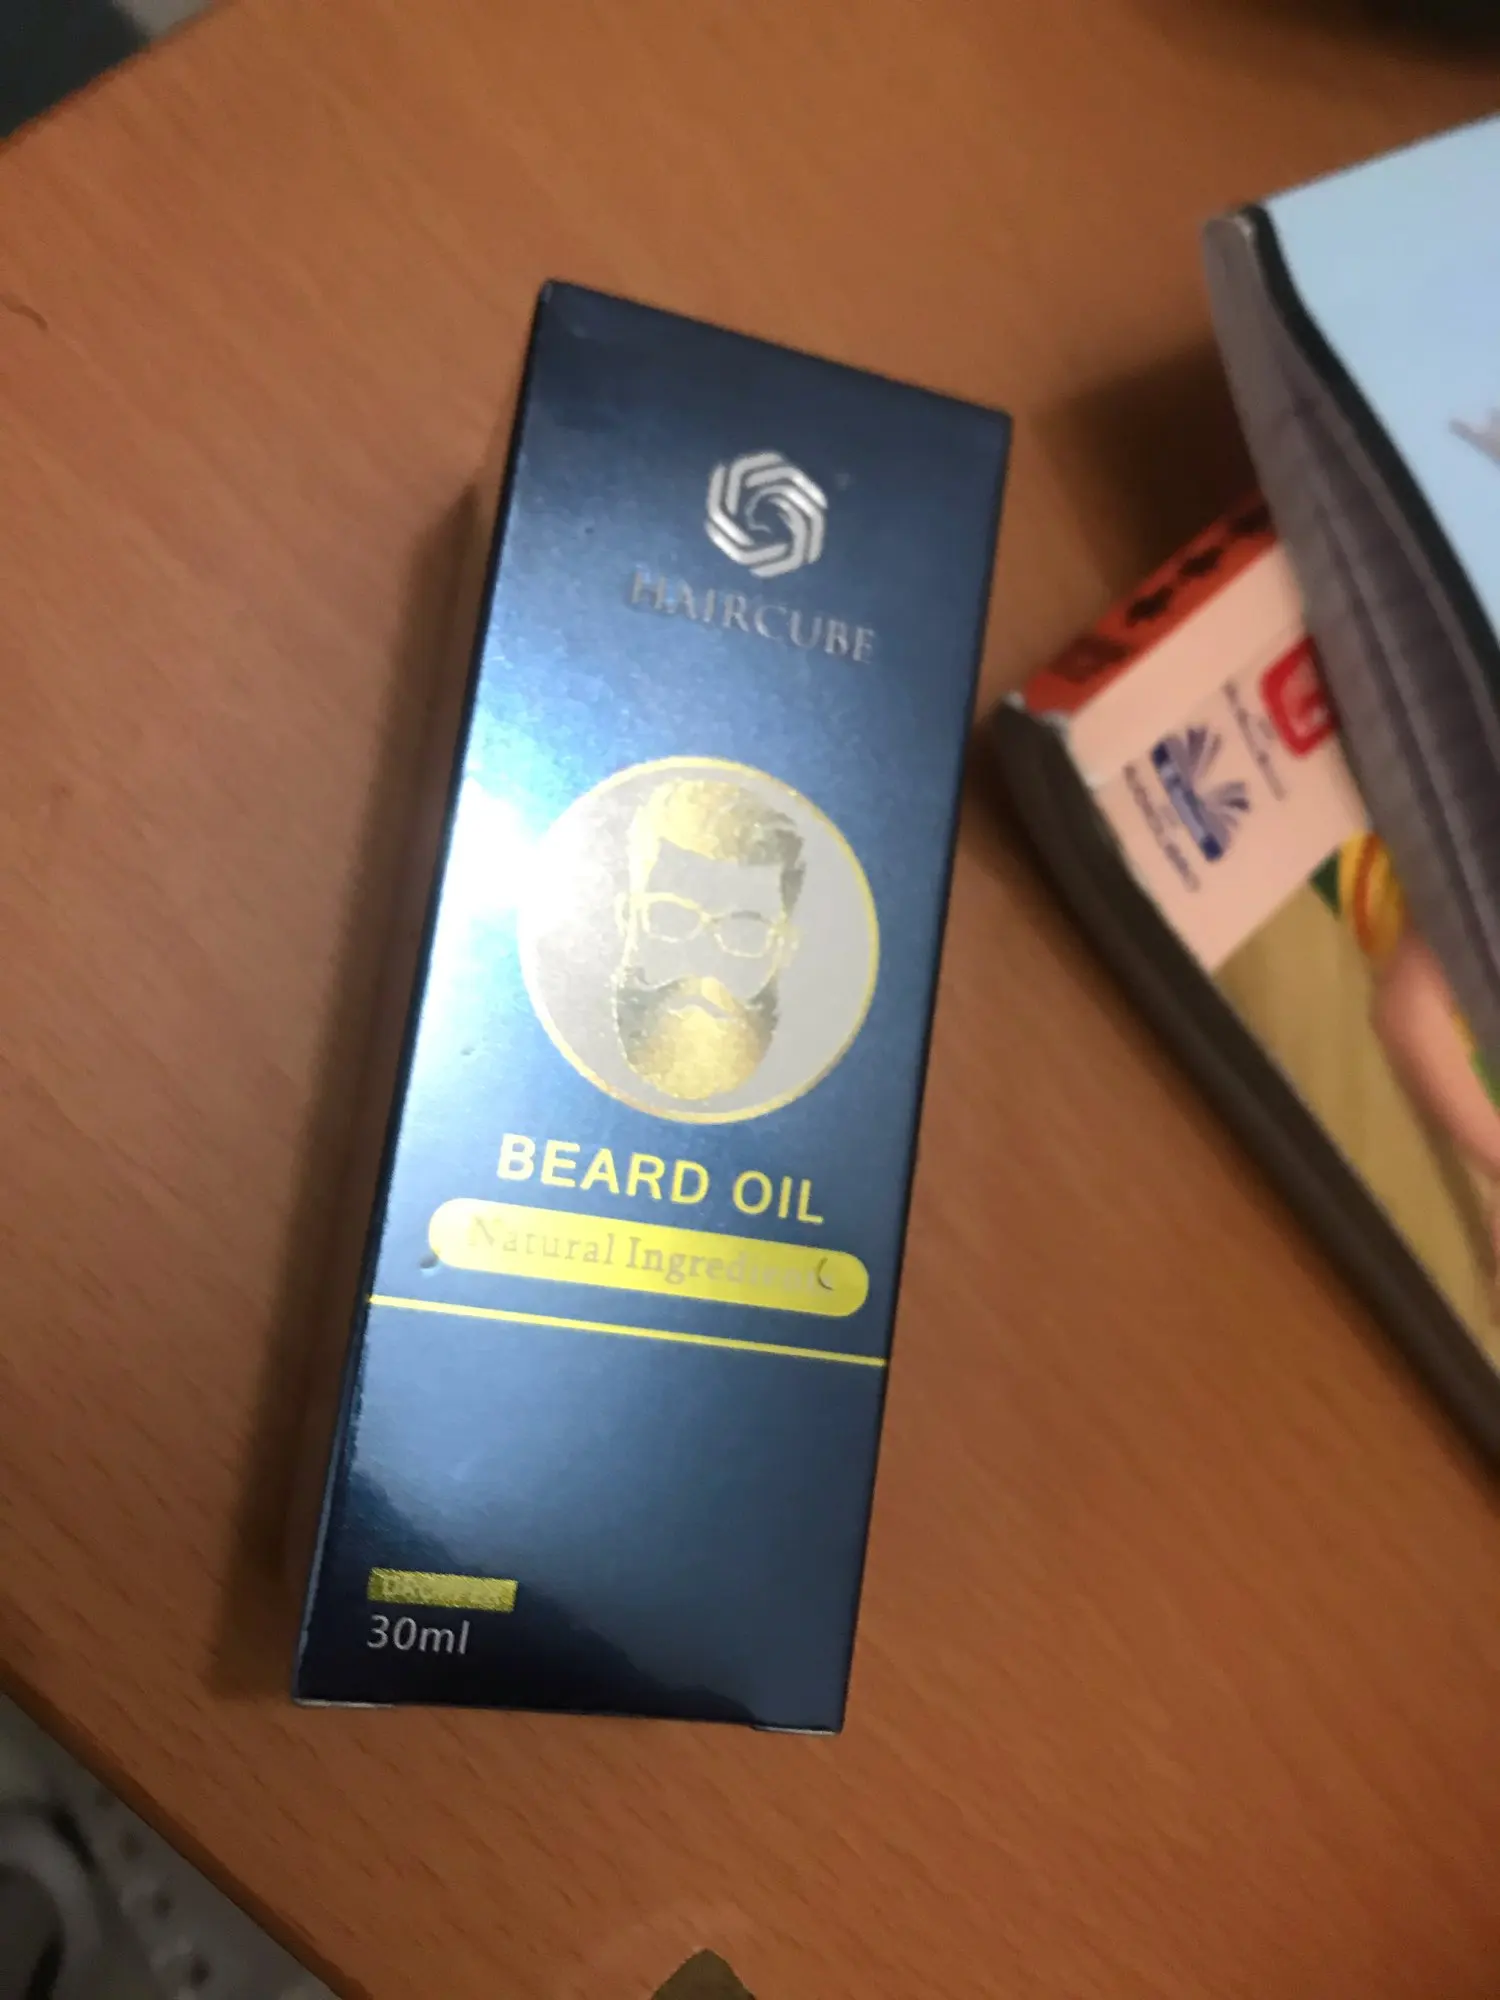 HAIRCUBE
BEARD OIL
Natural Ingredients
30ml